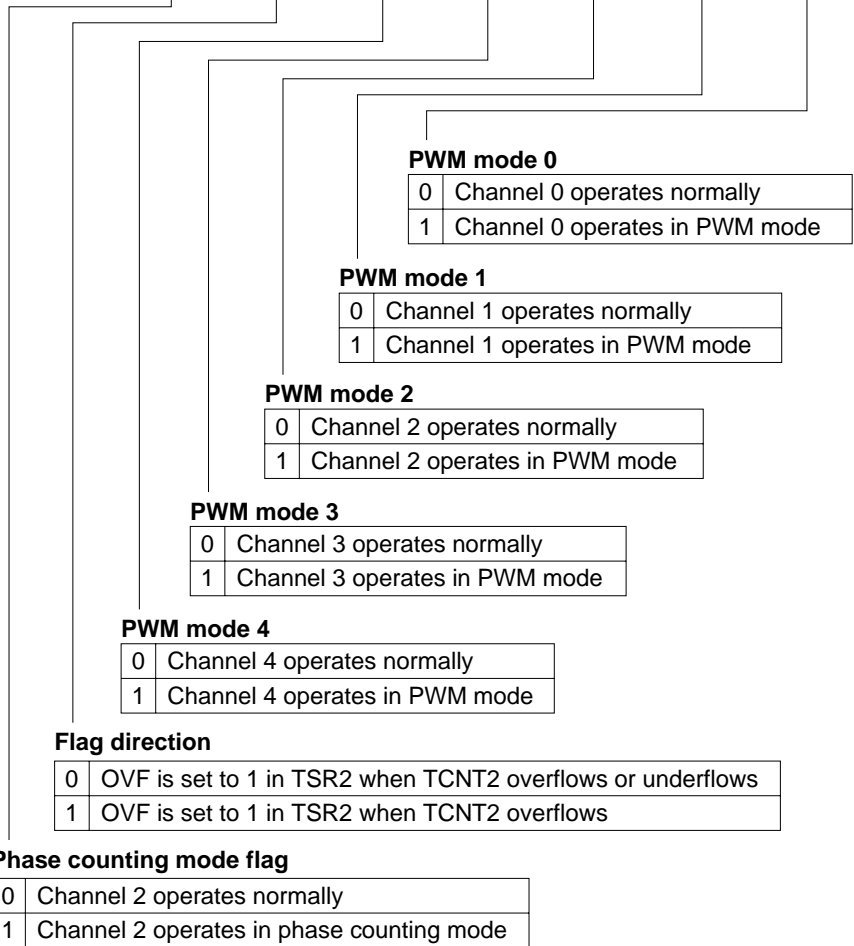 PWM mode 0
0 Channel 0 operates normally
1 Channel 0 operates in PWM mode
PWM mode 1
0 Channel 1 operates normally
1 Channel 1 operates in PWM mode
PWM mode 2
0 Channel 2 operates normally
1 Channel 2 operates in PWM mode
PWM mode 3
0 Channel 3 operates normally
1 Channel 3 operates in PWM mode
PWM mode 4
0 Channel 4 operates normally
1 Channel 4 operates in PWM mode
Flag direction
0 OVF is set to 1 in TSR2 when TCNT2 overflows or underflows
1 OVF is set to 1 in TSR2 when TCNT2 overflows
Phase counting mode flag
0 Channel 2 operates normally
1 Channel 2 operates in phase counting mode